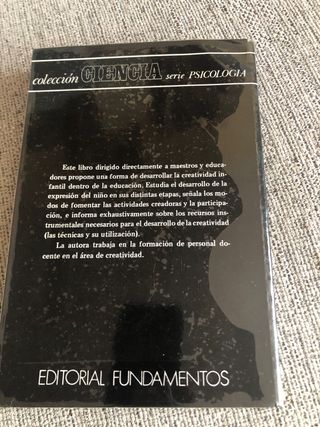 colección CIENCIA serie PSICOLOGIA
Este libro dirigido directamente a maestros y educa-
dores propone una forma de desarrollar la creatividad in-
fantil dentro de la educación. Estudia el desarrollo de la
expresión del niño en sus distintas etapas, señala los mo-
dos de fomentar las actividades creadoras y la participa-
ción, e informa exhaustivamente sobre los recursos ins-
trumentales necesarios para el desarrollo de la creatividad
(las técnicas y su utilización).
La autora trabaja en la formación de personal do-
cente en el área de creatividad.
EDITORIAL FUNDAMENTOS